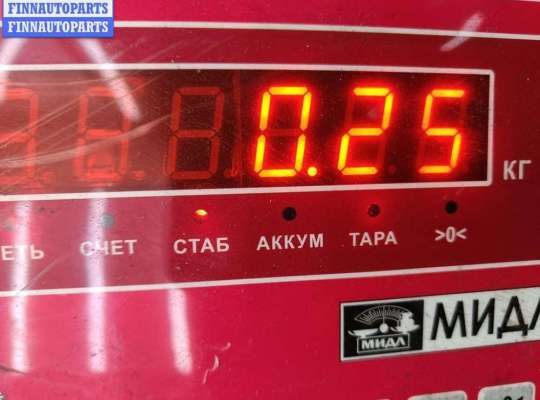 FINNAUTOPARTS
FINNAUTOPARTS
0.25
КГ
СЧЕТ СТАБ АККУМ ТАРА >0<
МИДЛ
МИДЛ